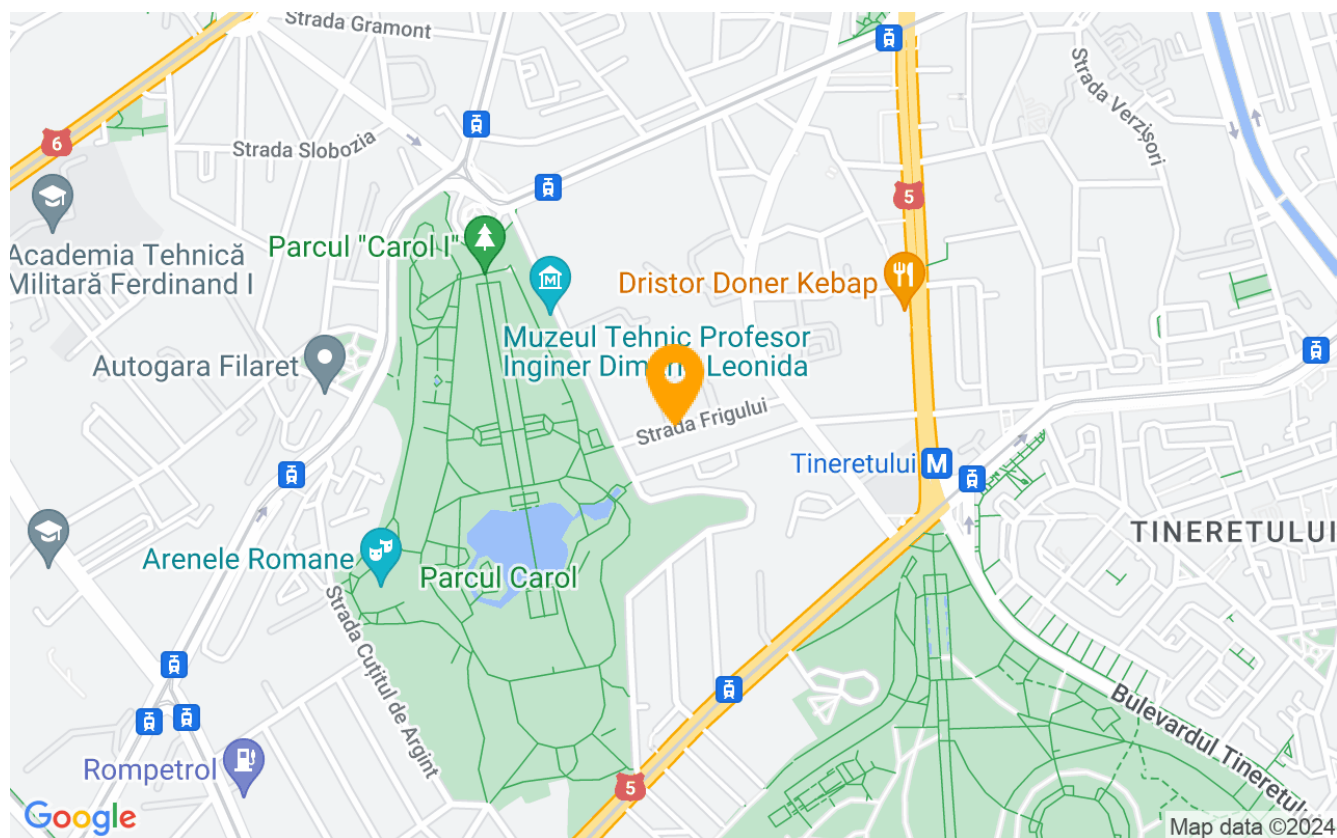 Strada Gramont
Strada Verzișori
6
Strada Slobozia
5
Academia Tehnică
Militară Ferdinand I
Parcul "Carol I"
M
Dristor Doner Kebap
Muzeul Tehnic Profesor
Inginer Leonida
Autogara Filaret
Strada Frigului
Tineretului M
TINERETULUI
Arenele Romane
Parcul Carol
Strada Cuțitul de Argint
Bulevardul Tineretului
Rompetrol
5
Google
Map data ©2024